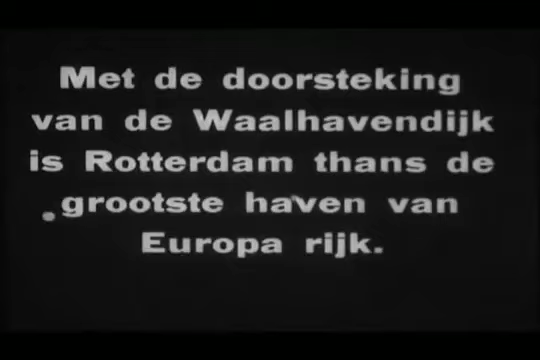 Met de doorsteking
van de Waalhavendijk
is Rotterdam thans de
grootste haven van
Europa rijk.